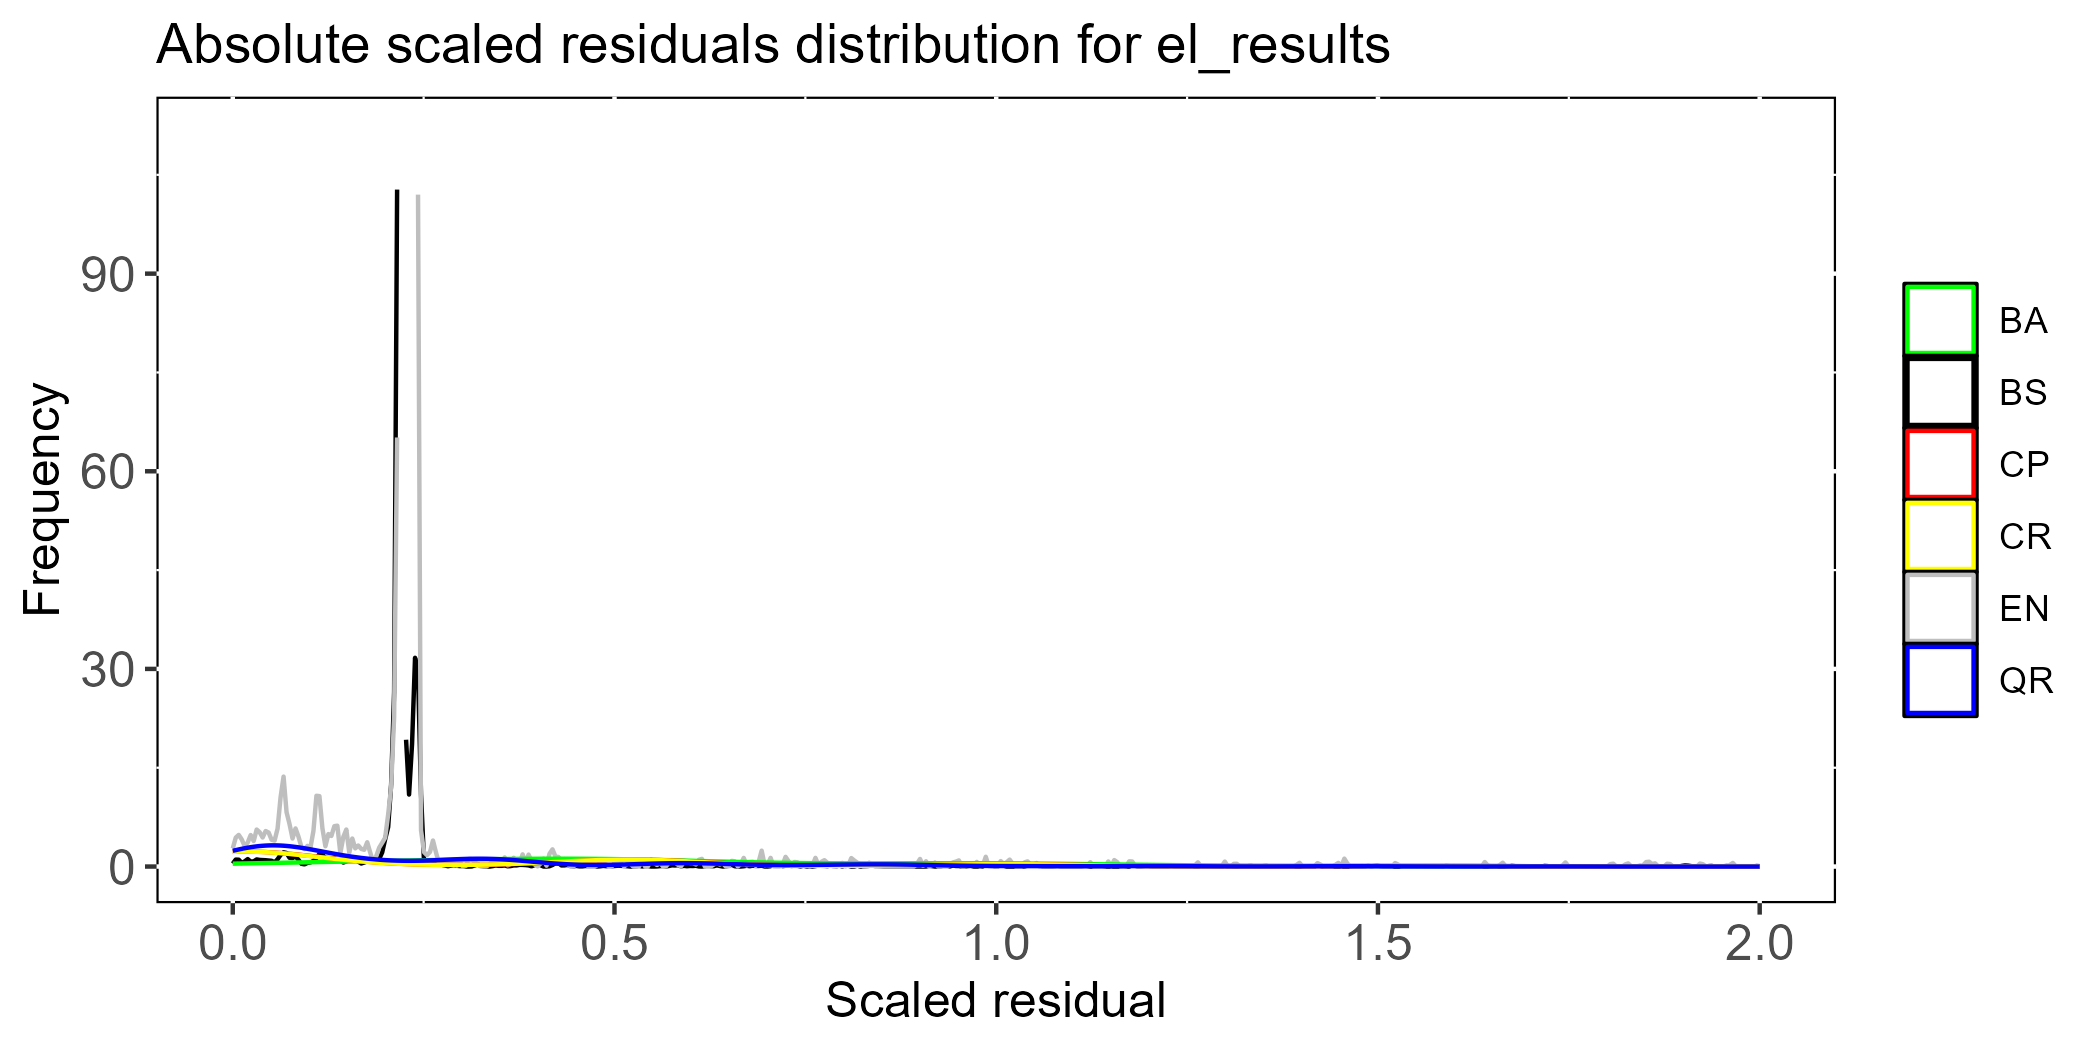 Absolute scaled residuals distribution for el_results
Frequency
90
60
30
0
0.0
0.5
1.0
1.5
2.0
Scaled residual
BA
BS
CP
CR
EN
QR